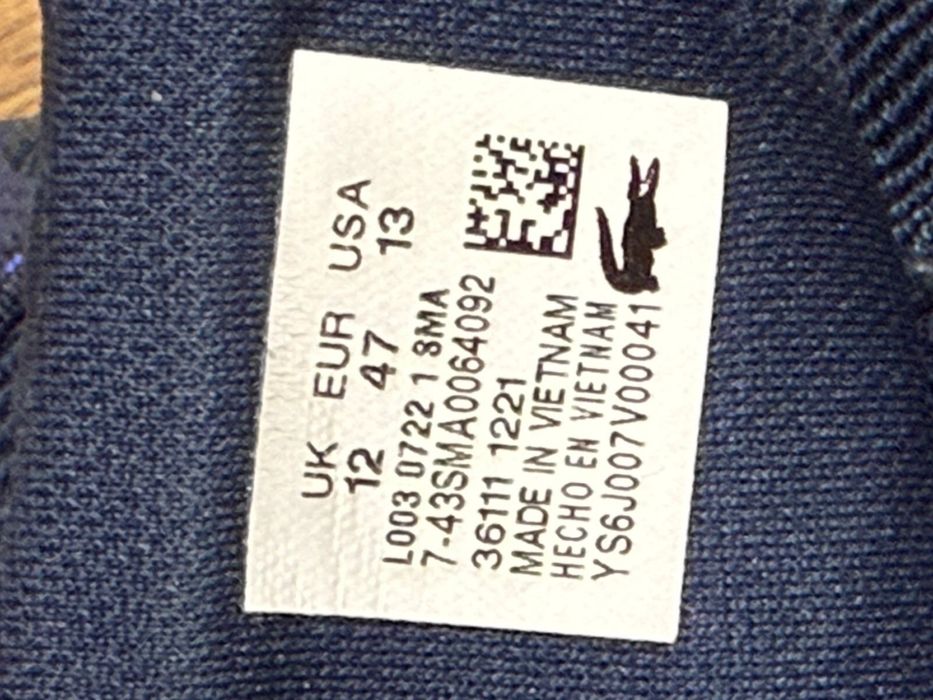 UK EUR USA
12 47 13
L003 0722 1 8MA
7-43SMA0064092
36111 1221
MADE IN VIETNAM
HECHO EN VIETNAM
YS6J007V00041